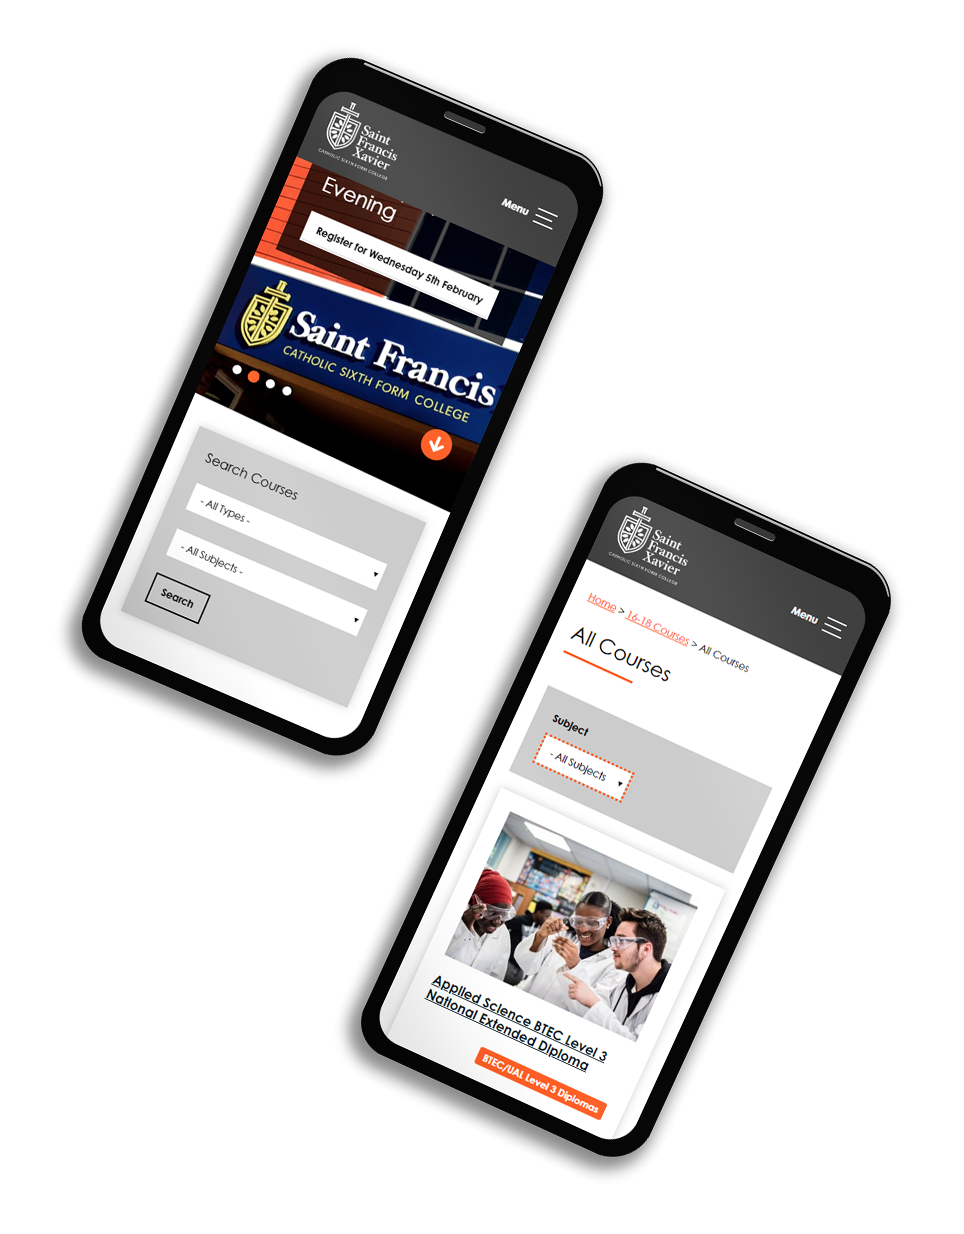 Saint
Francis
Xavier
CATHOLIC SIXTH FORM COLLEGE
Menu
Evening
Register for Wednesday 5th February
Saint Francis
CATHOLIC SIXTH FORM COLLEGE
Search Courses
- All Types -
- All Subjects -
Search
Saint
Francis
Xavier
CATHOLIC SIXTH FORM COLLEGE
Menu
Home > 16-18 Courses > All Courses
All Courses
Subject
- All Subjects
Applied Science BTEC Level 3
National Extended Diploma
BTEC/UAL Level 3 Diplomas